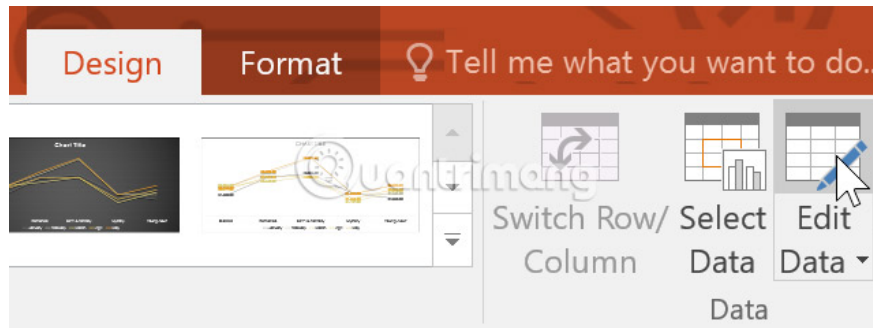 Design Format Tell me what you want to do..
Chart Title
Quantrimang
Switch Row/ Select Edit
Column Data Data
Data